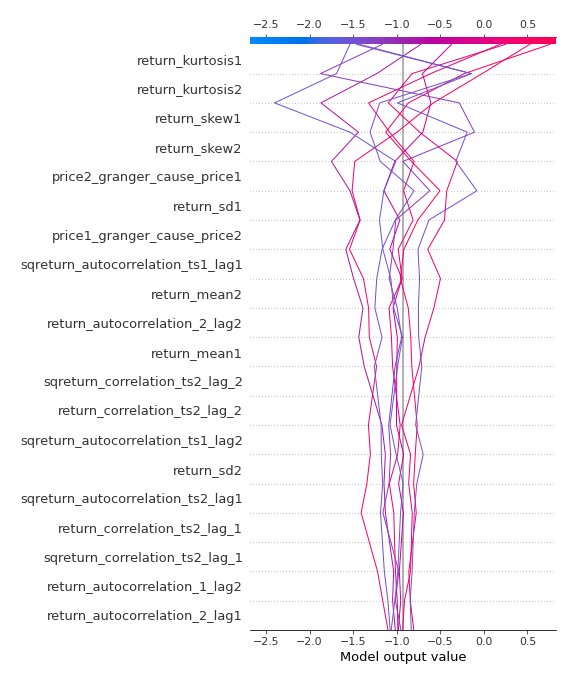 −2.5 −2.0 −1.5 −1.0 −0.5 0.0 0.5
return_kurtosis1
return_kurtosis2
return_skew1
return_skew2
price2_granger_cause_price1
return_sd1
price1_granger_cause_price2
sqreturn_autocorrelation_ts1_lag1
return_mean2
return_autocorrelation_2_lag2
return_mean1
sqreturn_correlation_ts2_lag_2
return_correlation_ts2_lag_2
sqreturn_autocorrelation_ts1_lag2
return_sd2
sqreturn_autocorrelation_ts2_lag1
return_correlation_ts2_lag_1
sqreturn_correlation_ts2_lag_1
return_autocorrelation_1_lag2
return_autocorrelation_2_lag1
−2.5 −2.0 −1.5 −1.0 −0.5 0.0 0.5
Model output value